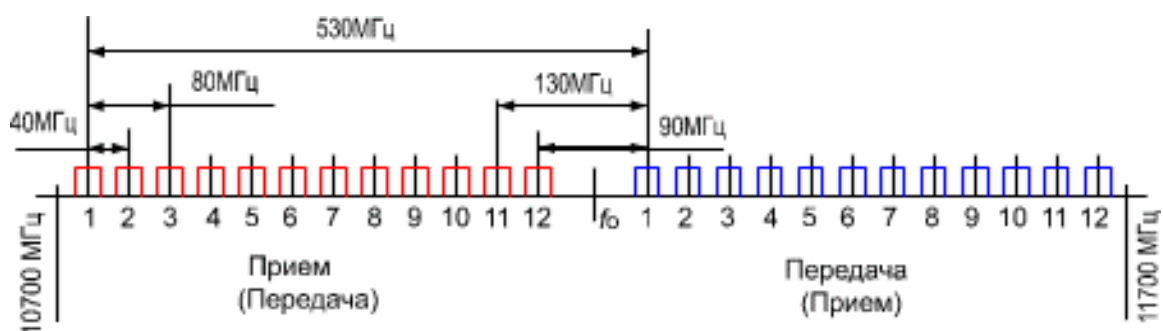 530МГц
80МГц
130МГц
40МГц
90МГц
1 2 3 4 5 6 7 8 9 10 11 12 fo 1 2 3 4 5 6 7 8 9 10 11 12
10700 МГц
Прием
(Передача)
Передача
(Прием)
11700 МГц